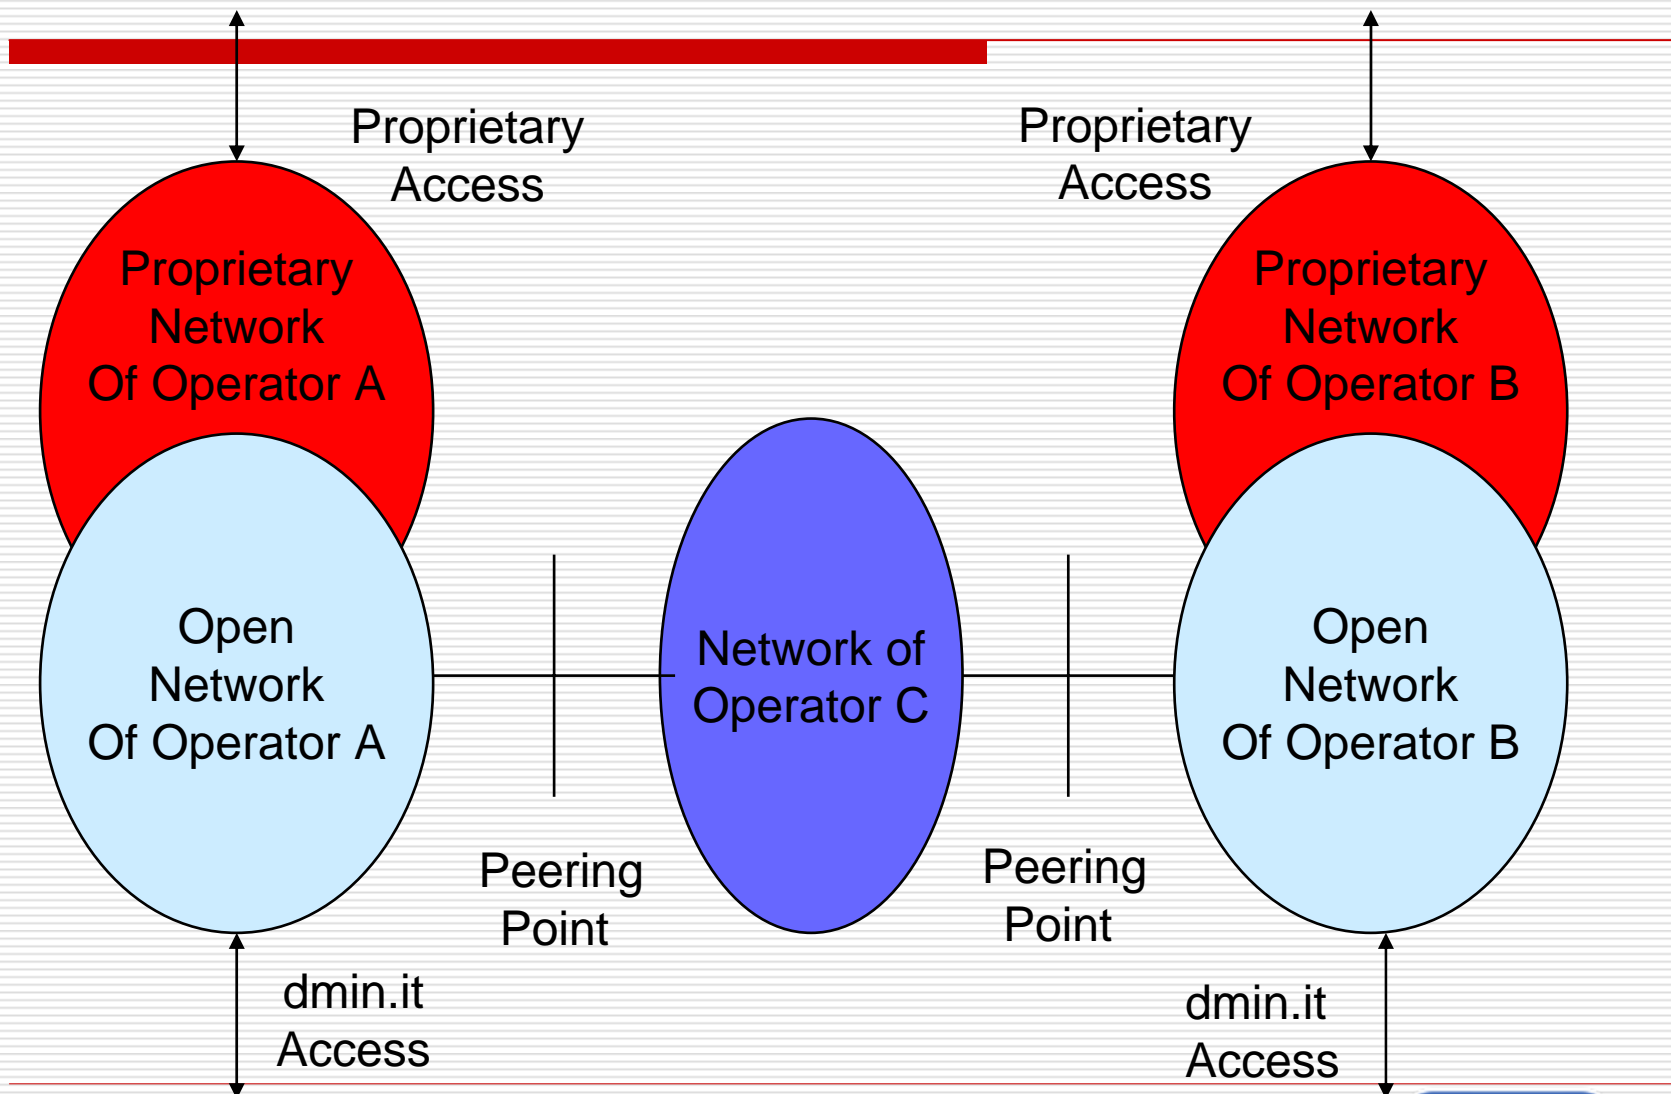 Proprietary
Access
Proprietary
Access
Proprietary
Network
Of Operator A
Proprietary
Network
Of Operator B
Open
Network
Of Operator A
Network of
Operator C
Open
Network
Of Operator B
Peering
Point
Peering
Point
dmin.it
Access
dmin.it
Access